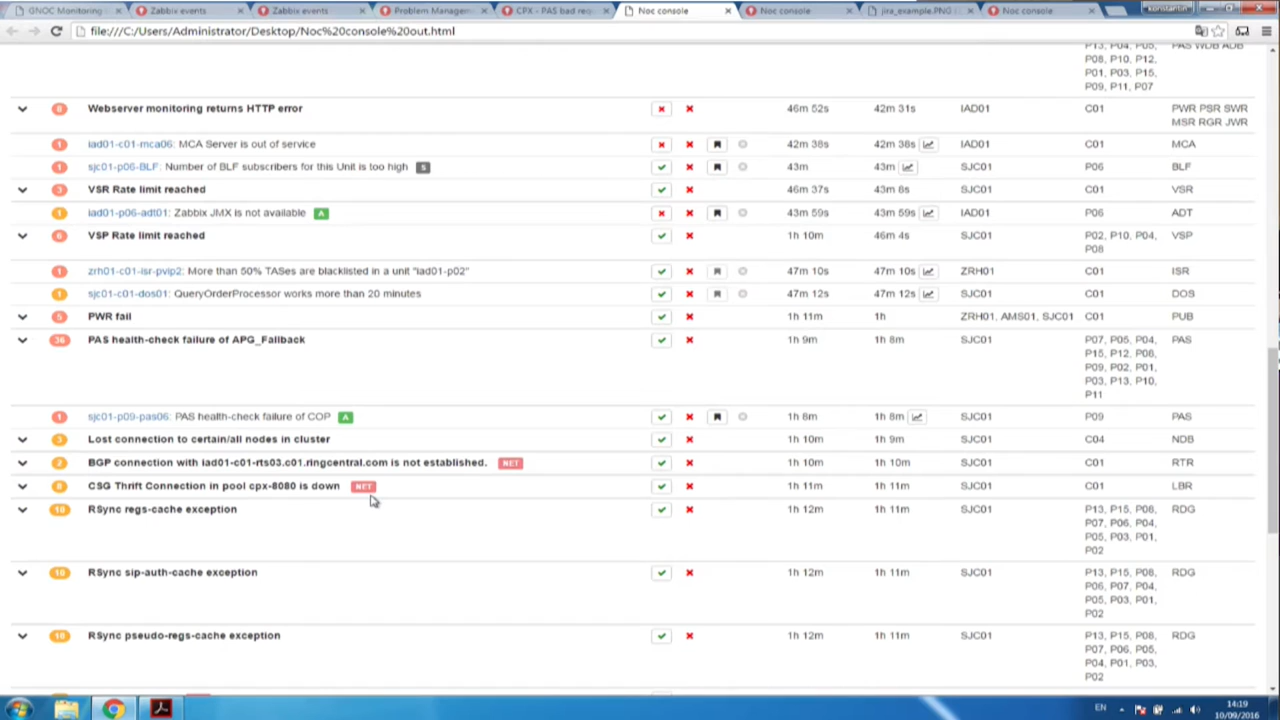 GNOC Monitoring
Zabbix events
Zabbix events
Problem Manage
CPX - PAS bad req
Noc console
Noc console
jira_example.PNG
Noc console
konstantin
file:///C:/Users/Administrator/Desktop/Noc%20console%20out.html
P13, P04, P05, PAS WDB ADB
P08, P10, P12,
P01, P03, P15,
P09, P11, P07
8 Webserver monitoring returns HTTP error 46m 52s 42m 31s IAD01 C01 PWR PSR SWR
MSR RGR JWR
1 iad01-c01-mca06: MCA Server is out of service 42m 38s 42m 38s IAD01 C01 MCA
1 sjc01-p06-BLF: Number of BLF subscribers for this Unit is too high S 43m 43m SJC01 P06 BLF
3 VSR Rate limit reached 46m 37s 43m 6s SJC01 C01 VSR
1 iad01-p06-adt01: Zabbix JMX is not available A 43m 59s 43m 59s IAD01 P06 ADT
6 VSP Rate limit reached 1h 10m 46m 4s SJC01 P02, P10, P04, VSP
P08
1 zrh01-c01-isr-pvip2: More than 50% TASes are blacklisted in a unit "iad01-p02" 47m 10s 47m 10s ZRH01 C01 ISR
1 sjc01-c01-dos01: QueryOrderProcessor works more than 20 minutes 47m 12s 47m 12s SJC01 C01 DOS
5 PWR fail 1h 11m 1h ZRH01, AMS01, SJC01 C01 PUB
36 PAS health-check failure of APG_Fallback 1h 9m 1h 8m SJC01 P07, P05, P04, PAS
P15, P12, P08,
P09, P02, P01,
P03, P13, P10,
P11
1 sjc01-p09-pas06: PAS health-check failure of COP A 1h 8m 1h 8m SJC01 P09 PAS
3 Lost connection to certain/all nodes in cluster 1h 10m 1h 9m SJC01 C04 NDB
2 BGP connection with iad01-c01-rts03.c01.ringcentral.com is not established. NET 1h 10m 1h 10m SJC01 C01 RTR
CSG Thrift Connection in pool cpx-8080 is down NET 1h 11m 1h 11m SJC01 C01 LBR
10 RSync regs-cache exception 1h 12m 1h 11m SJC01 P13, P15, P08, RDG
P07, P06, P04,
P05, P03, P01,
P02
10 RSync sip-auth-cache exception 1h 12m 1h 11m SJC01 P13, P15, P08, RDG
P06, P07, P04,
P05, P03, P01,
P02
10 RSync pseudo-regs-cache exception 1h 12m 1h 11m SJC01 P13, P15, P08, RDG
P07, P06, P05,
P04, P01, P03,
P02
EN
14:19
10/09/2016